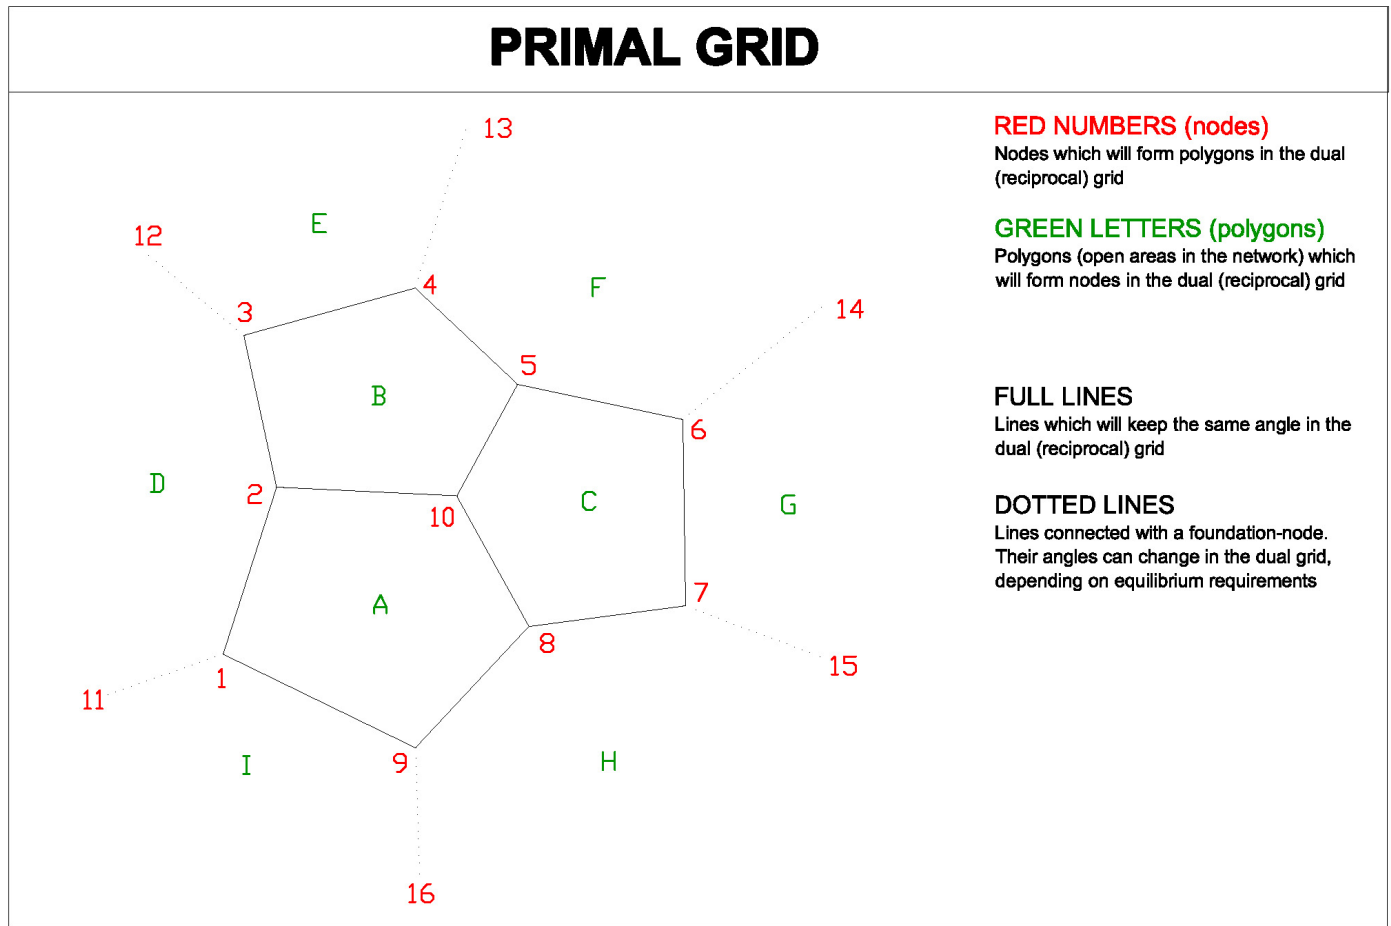 PRIMAL GRID
RED NUMBERS (nodes)
Nodes which will form polygons in the dual
(reciprocal) grid
GREEN LETTERS (polygons)
Polygons (open areas in the network) which
will form nodes in the dual (reciprocal) grid
FULL LINES
Lines which will keep the same angle in the
dual (reciprocal) grid
DOTTED LINES
Lines connected with a foundation-node.
Their angles can change in the dual grid,
depending on equilibrium requirements
13
E
12
4
F
3
14
5
B
6
D
2
C
G
10
7
A
8
15
1
11
9
I
H
16